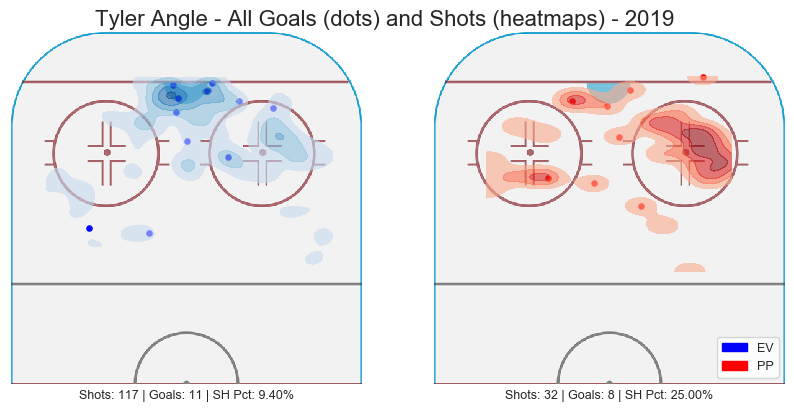 Tyler Angle - All Goals (dots) and Shots (heatmaps) - 2019
EV
PP
Shots: 117 | Goals: 11 | SH Pct: 9.40%
Shots: 32 | Goals: 8 | SH Pct: 25.00%